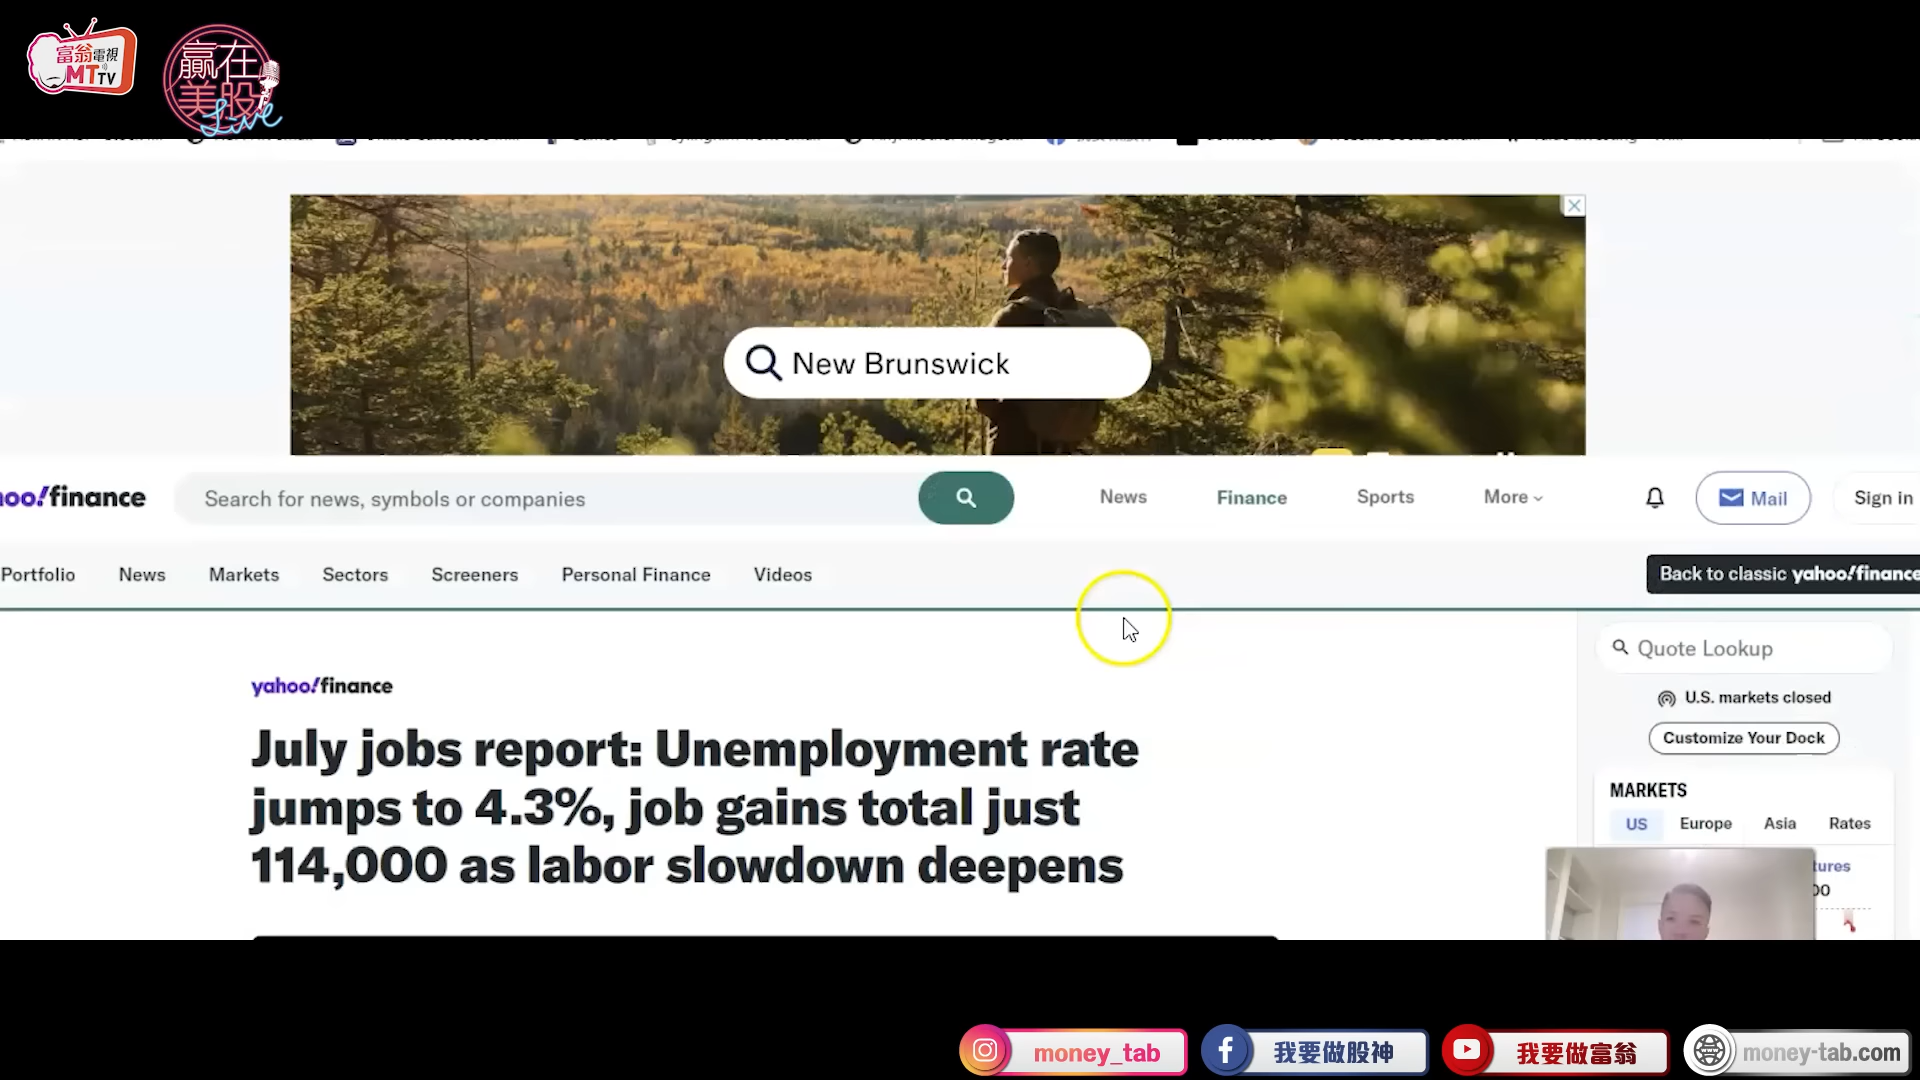 富翁電視
MTTV
贏在
美股
Live
New Brunswick
oo!finance
Search for news, symbols or companies
News
Finance
Sports
More
Mail
Sign in
Portfolio
News
Markets
Sectors
Screeners
Personal Finance
Videos
Back to classic yahoo!finance
Quote Lookup
U.S. markets closed
Customize Your Dock
MARKETS
US
Europe
Asia
Rates
yahoo!finance
July jobs report: Unemployment rate
jumps to 4.3%, job gains total just
114,000 as labor slowdown deepens
money_tab
我要做股神
我要做富翁
money-tab.com